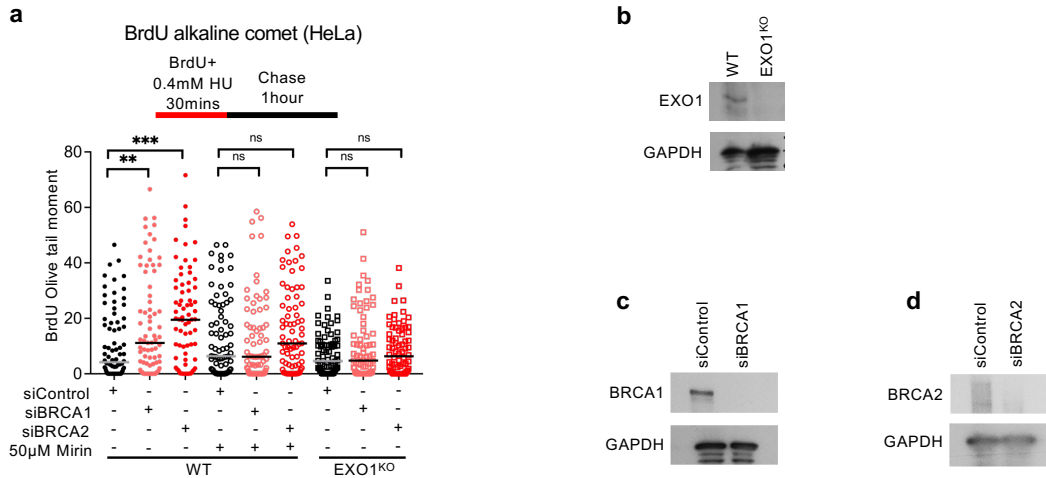 a
BrdU alkaline comet (HeLa)
BrdU+
0.4mM HU
30mins
Chase
1hour
*** ns ns
** ns ns
80
60
40
20
0
BrdU Olive tail moment
siControl + - - + - - + - -
siBRCA1 - + - - + - - + -
siBRCA2 - - + - - + - - +
50µM Mirin - - - + + + - - -
WT EXO1KO
b
WT EXO1KO
EXO1
GAPDH
c
siControl siBRCA1
BRCA1
GAPDH
d
siControl siBRCA2
BRCA2
GAPDH